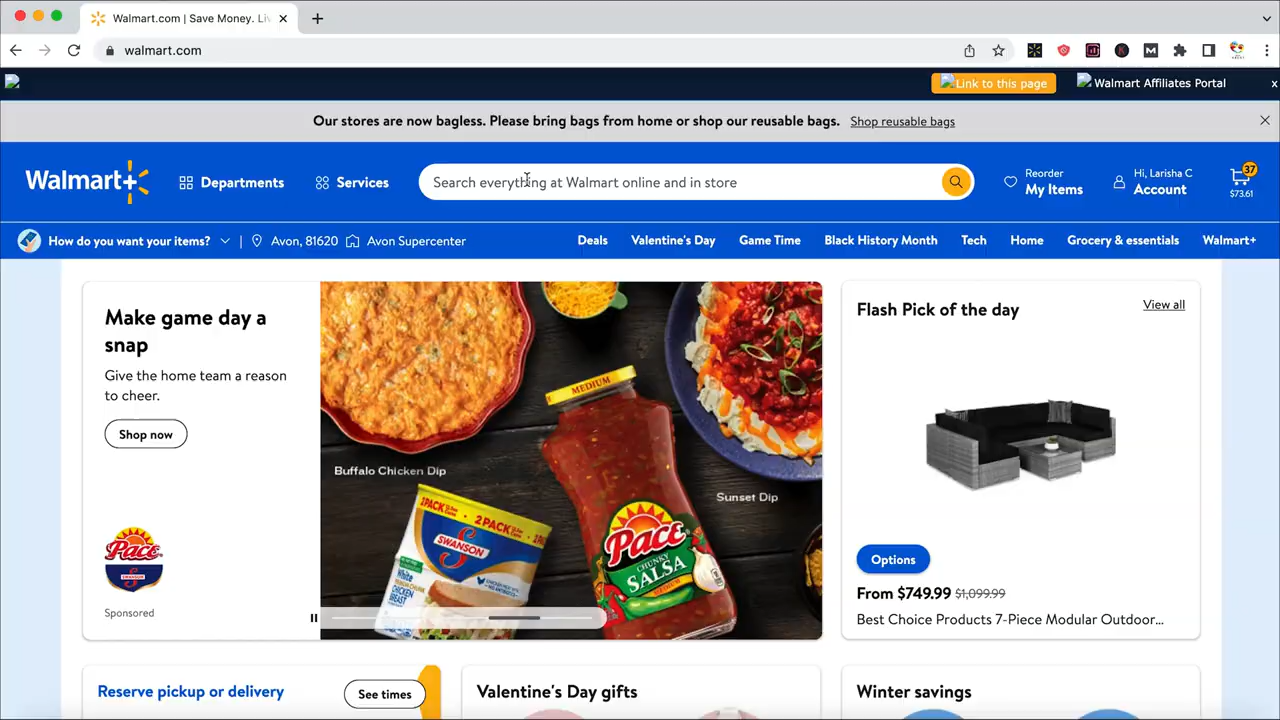 Walmart.com | Save Money. Liv
walmart.com
Link to this page
Walmart Affiliates Portal
x
Our stores are now bagless. Please bring bags from home or shop our reusable bags. Shop reusable bags
Walmart+
Departments
Services
Search everything at Walmart online and in store
Reorder
My Items
Hi, Larisha C
Account
37
$73.61
How do you want your items?
Avon, 81620
Avon Supercenter
Deals
Valentine's Day
Game Time
Black History Month
Tech
Home
Grocery & essentials
Walmart+
Make game day a
snap
Give the home team a reason
to cheer.
Shop now
Pace
SWANSON
Sponsored
Buffalo Chicken Dip
Sunset Dip
MEDIUM
Pace
CHUNKY
SALSA
MEDIUM
2 PACK
SWANSON
White
CHICKEN
BREAST
Flash Pick of the day
View all
Options
From $749.99 $1,099.99
Best Choice Products 7-Piece Modular Outdoor...
Reserve pickup or delivery
See times
Valentine's Day gifts
Winter savings